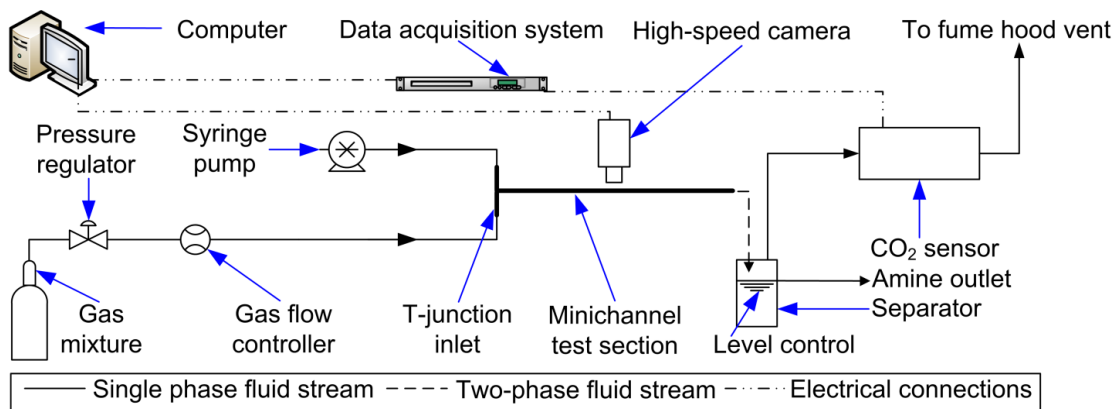 Computer
Data acquisition system
High-speed camera
To fume hood vent
Pressure
regulator
Syringe
pump
Gas
mixture
Gas flow
controller
T-junction
inlet
Minichannel
test section
CO₂ sensor
Amine outlet
Separator
Level control
Single phase fluid stream
Two-phase fluid stream
Electrical connections